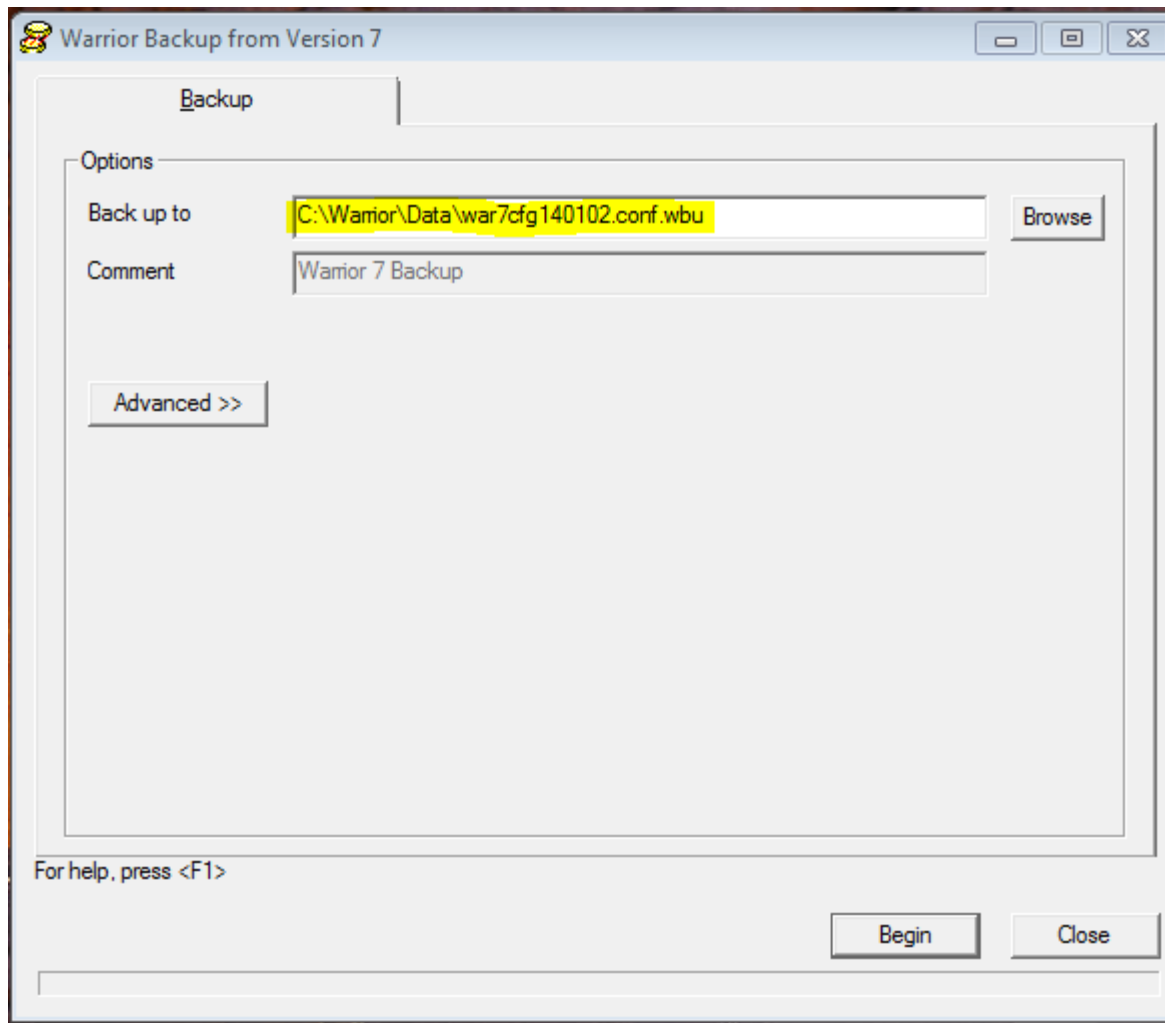 Warrior Backup from Version 7
Backup
Options
Back up to C:\Warrior\Data\war7cfg140102.conf.wbu Browse
Comment Warrior 7 Backup
Advanced >>
For help, press <F1>
Begin Close